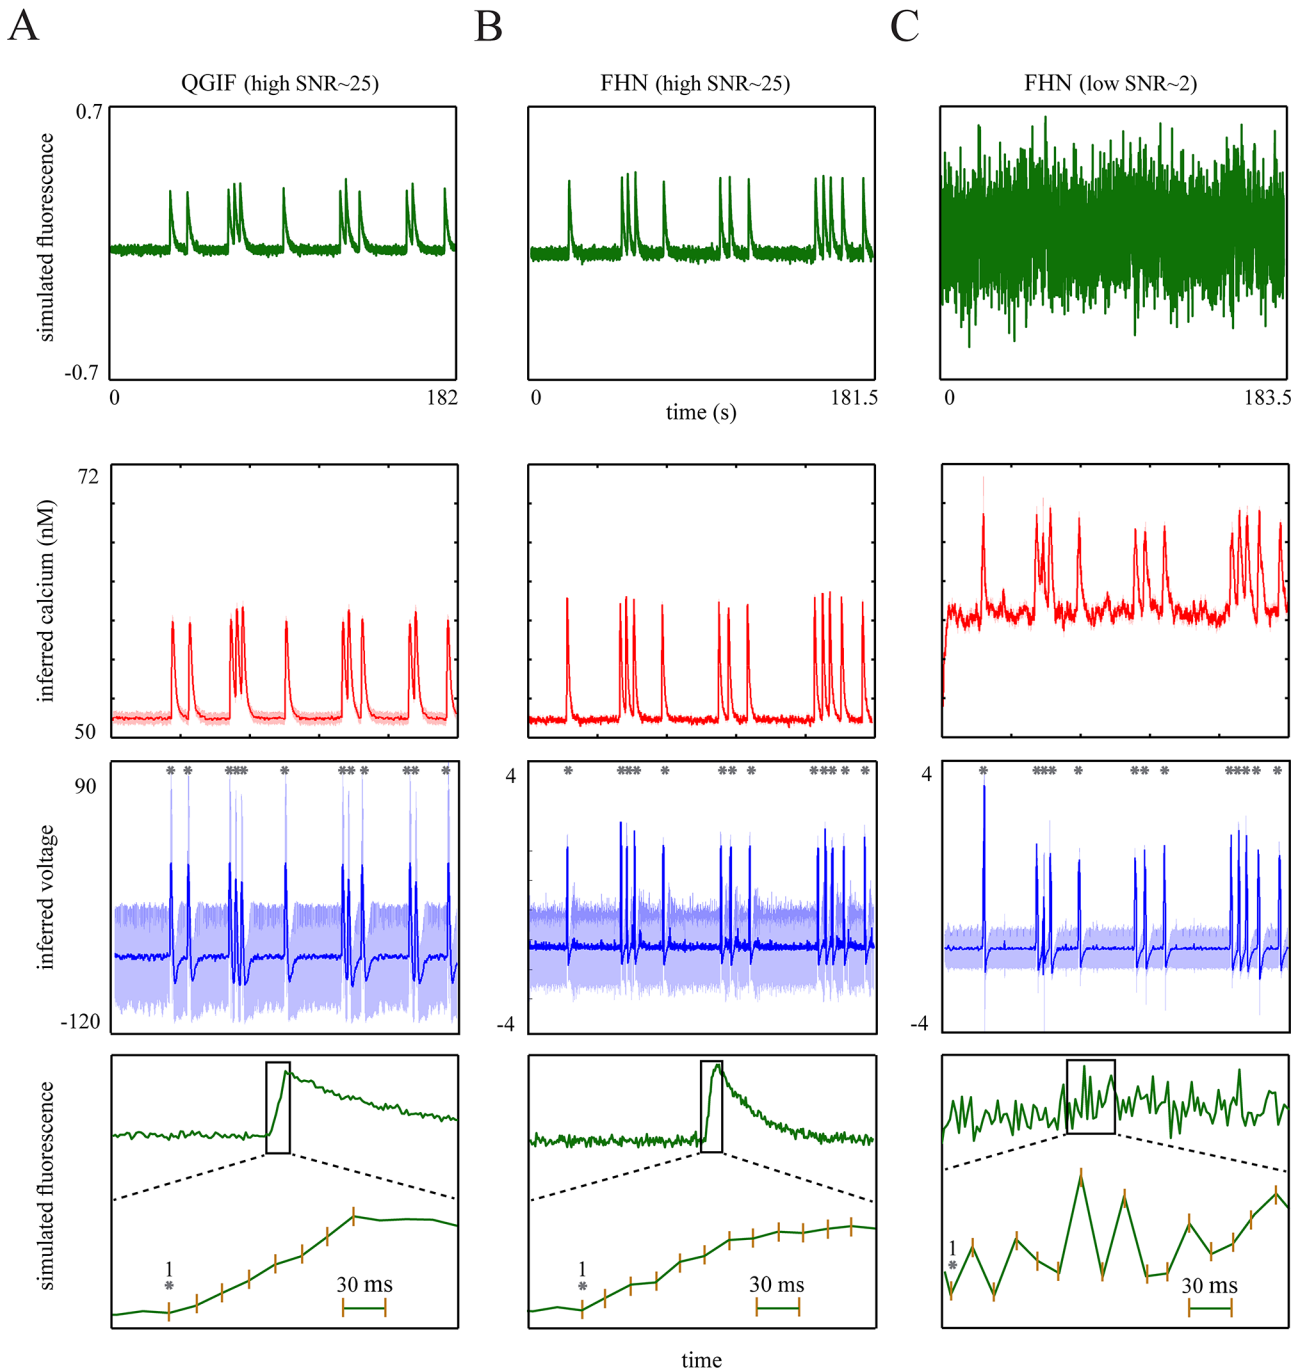 A
B
C
QGIF (high SNR~25)
FHN (high SNR~25)
FHN (low SNR~2)
simulated fluorescence
0.7
-0.7
0
182
0
181.5
0
183.5
time (s)
inferred calcium (nM)
72
50
inferred voltage
90
-120
* * *** * ** * ** *
4
-4
* *** * ** * *** * *
4
-4
* *** * ** * **** *
simulated fluorescence
simulated fluorescence
1
*
30 ms
1
*
30 ms
1
*
30 ms
time